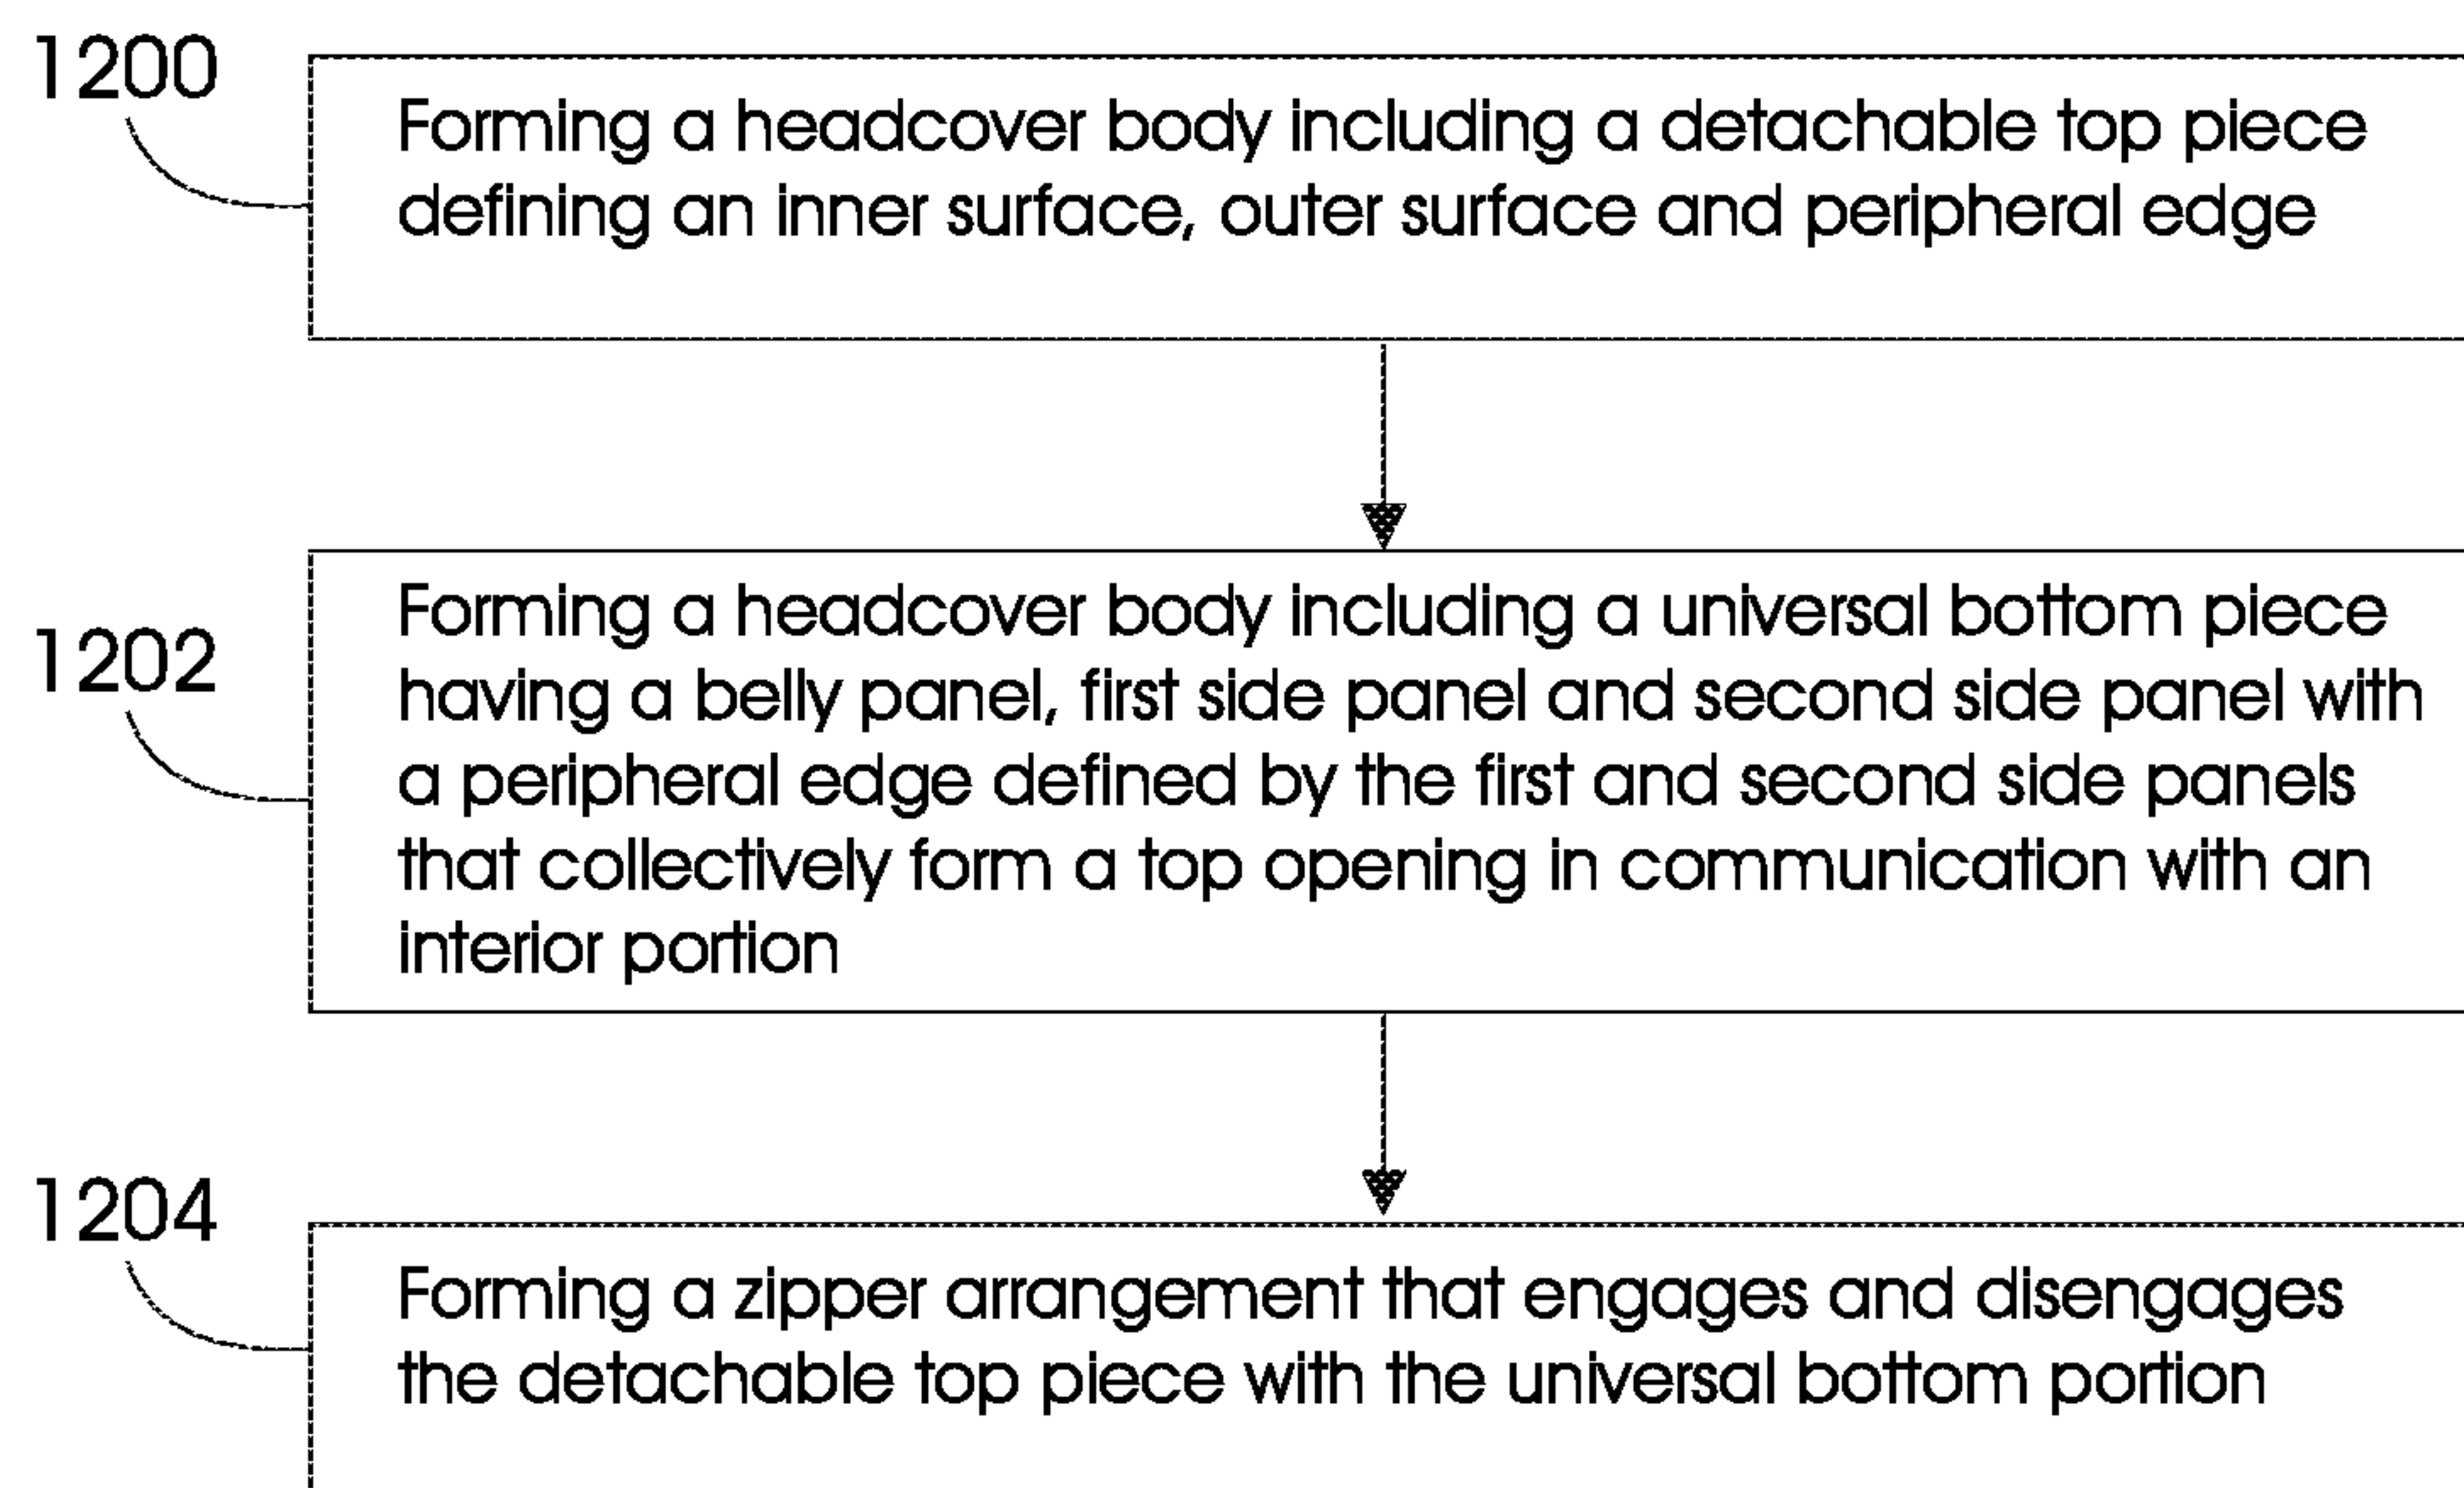 1200
Forming a headcover body including a detachable top piece
defining an inner surface, outer surface and peripheral edge
1202
Forming a headcover body including a universal bottom piece
having a belly panel, first side panel and second side panel with
a peripheral edge defined by the first and second side panels
that collectively form a top opening in communication with an
interior portion
1204
Forming a zipper arrangement that engages and disengages
the detachable top piece with the universal bottom portion